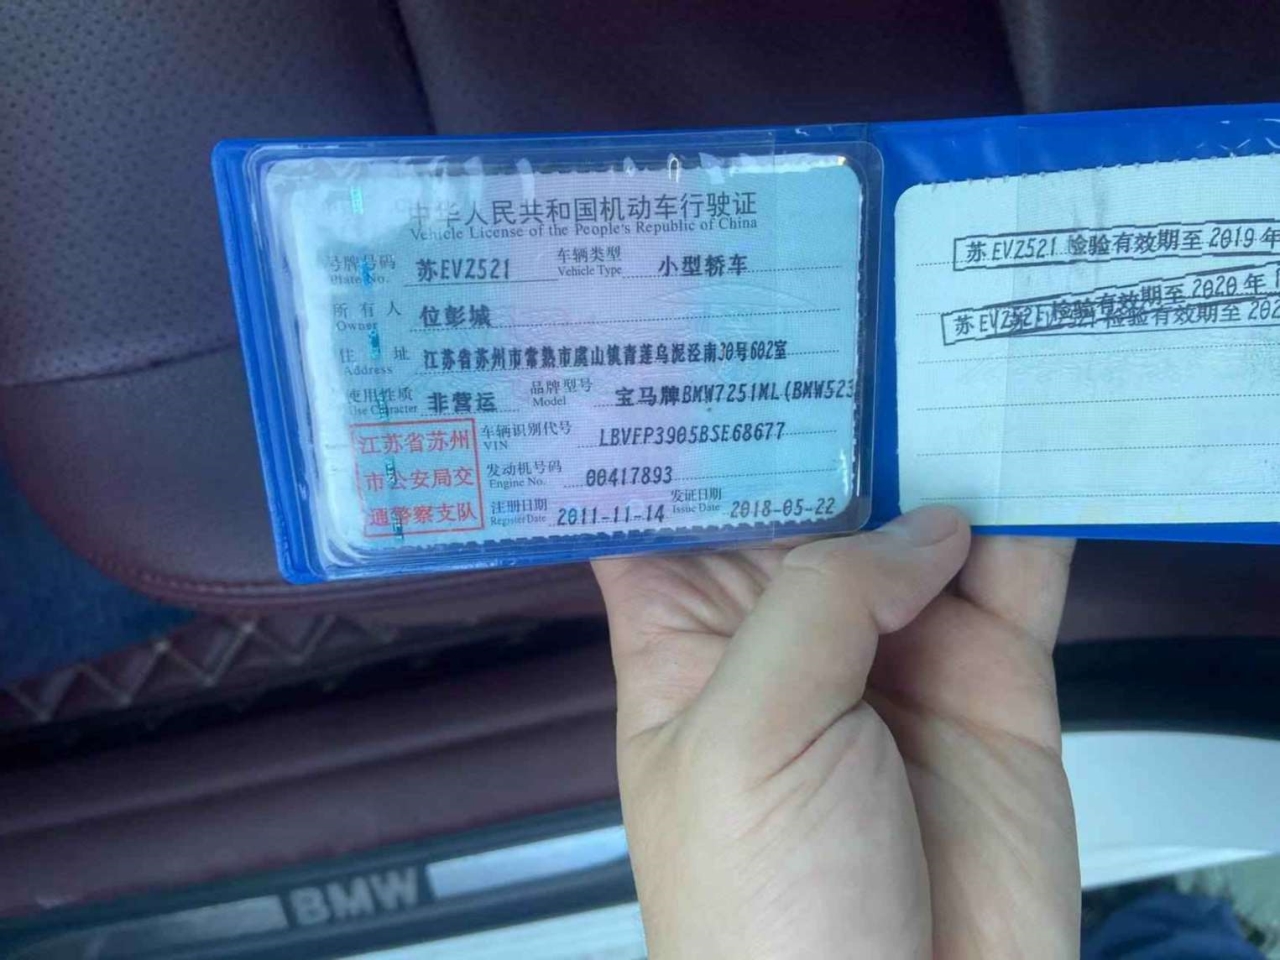 中华人民共和国机动车行驶证
Vehicle License of the People's Republic of China
号牌号码 苏EVZ521 车辆类型 小型轿车
Plate No. Vehicle Type
所有人 位彭城
Owner
住址 江苏省苏州市常熟市虞山镇青莲乌泥泾南30号602室
Address
使用性质 非营运 品牌型号 宝马牌BMW7251ML(BMW523
Use Character Model
江苏省苏州
市公安局交
通警察支队
车辆识别代号 LBVFP3905BSE68677
VIN
发动机号码 00417893
Engine No.
注册日期 2011-11-14 发证日期 2018-05-22
Register Date Issue Date
苏EVZ521 检验有效期至2019年
检验有效期至2020年
苏EVZ521 检验有效期至202
BMW